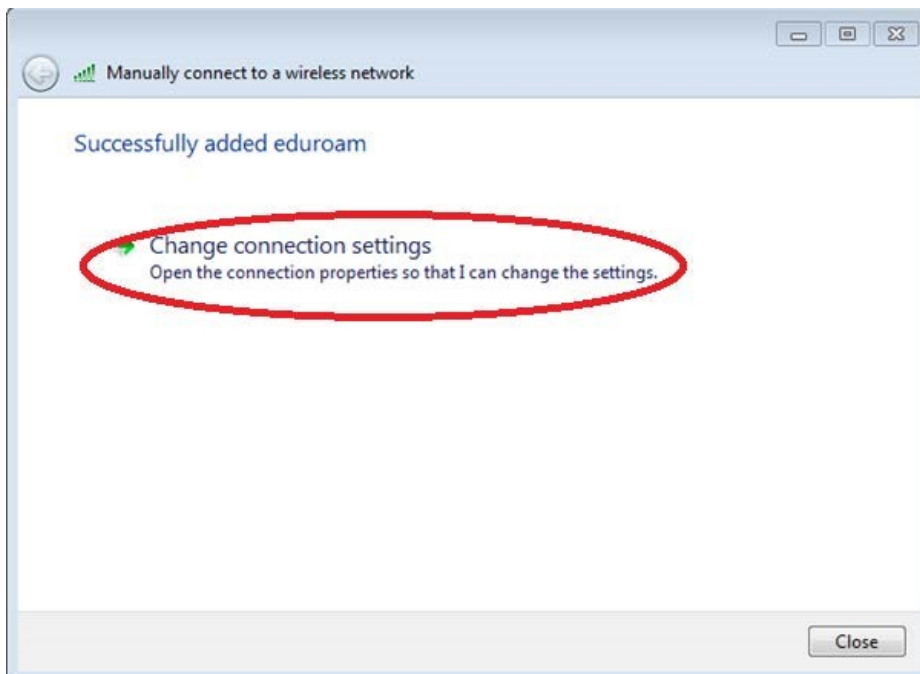 Manually connect to a wireless network
Successfully added eduroam
Change connection settings
Open the connection properties so that I can change the settings.
Close